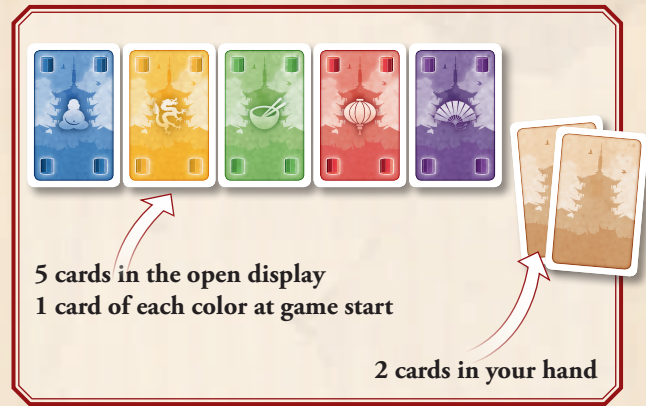 5 cards in the open display
1 card of each color at game start
2 cards in your hand